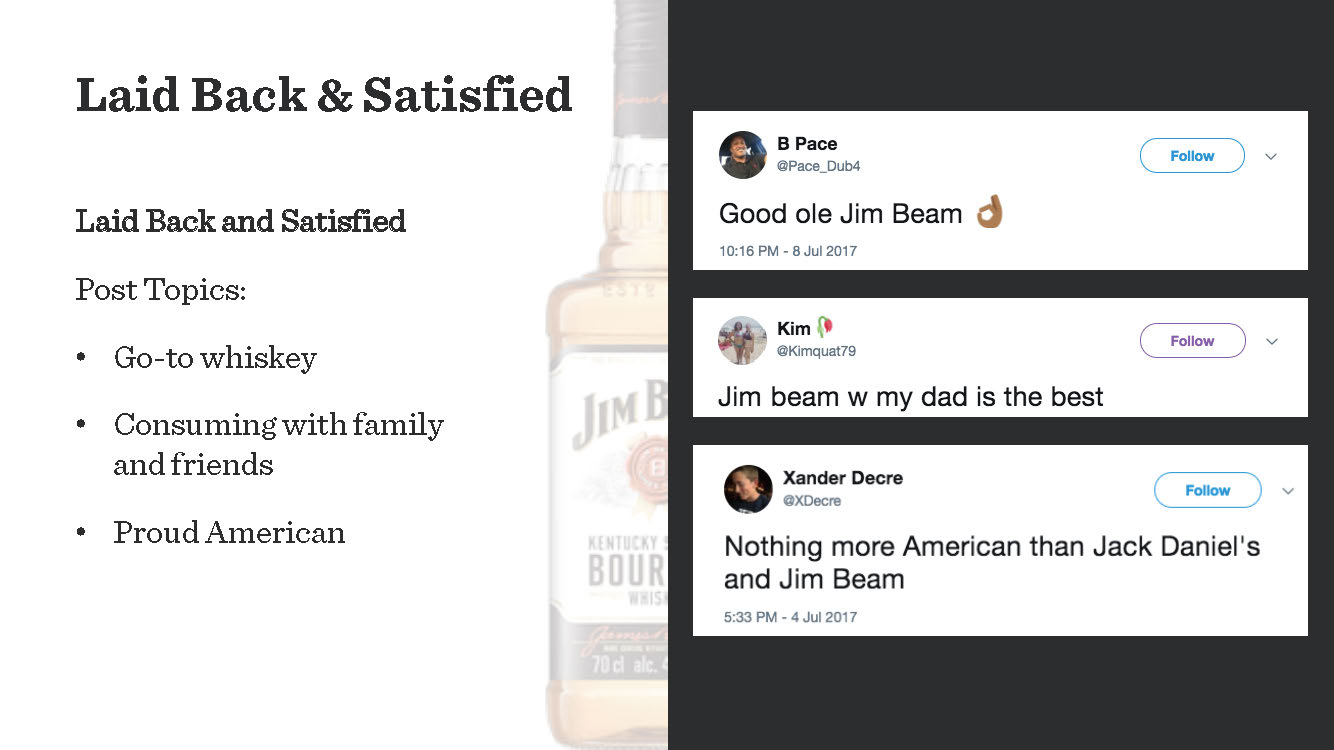 Laid Back & Satisfied
Laid Back and Satisfied
Post Topics:
• Go-to whiskey
• Consuming with family
and friends
• Proud American
ESTD
JIM B
B
KENTUCKY S
BOUR
WHISK
70 cl alc. 4
B Pace
@Pace_Dub4
Follow
Good ole Jim Beam 👌🏾
10:16 PM - 8 Jul 2017
Kim 🥀
@Kimquat79
Follow
Jim beam w my dad is the best
Xander Decre
@XDecre
Follow
Nothing more American than Jack Daniel's
and Jim Beam
5:33 PM - 4 Jul 2017